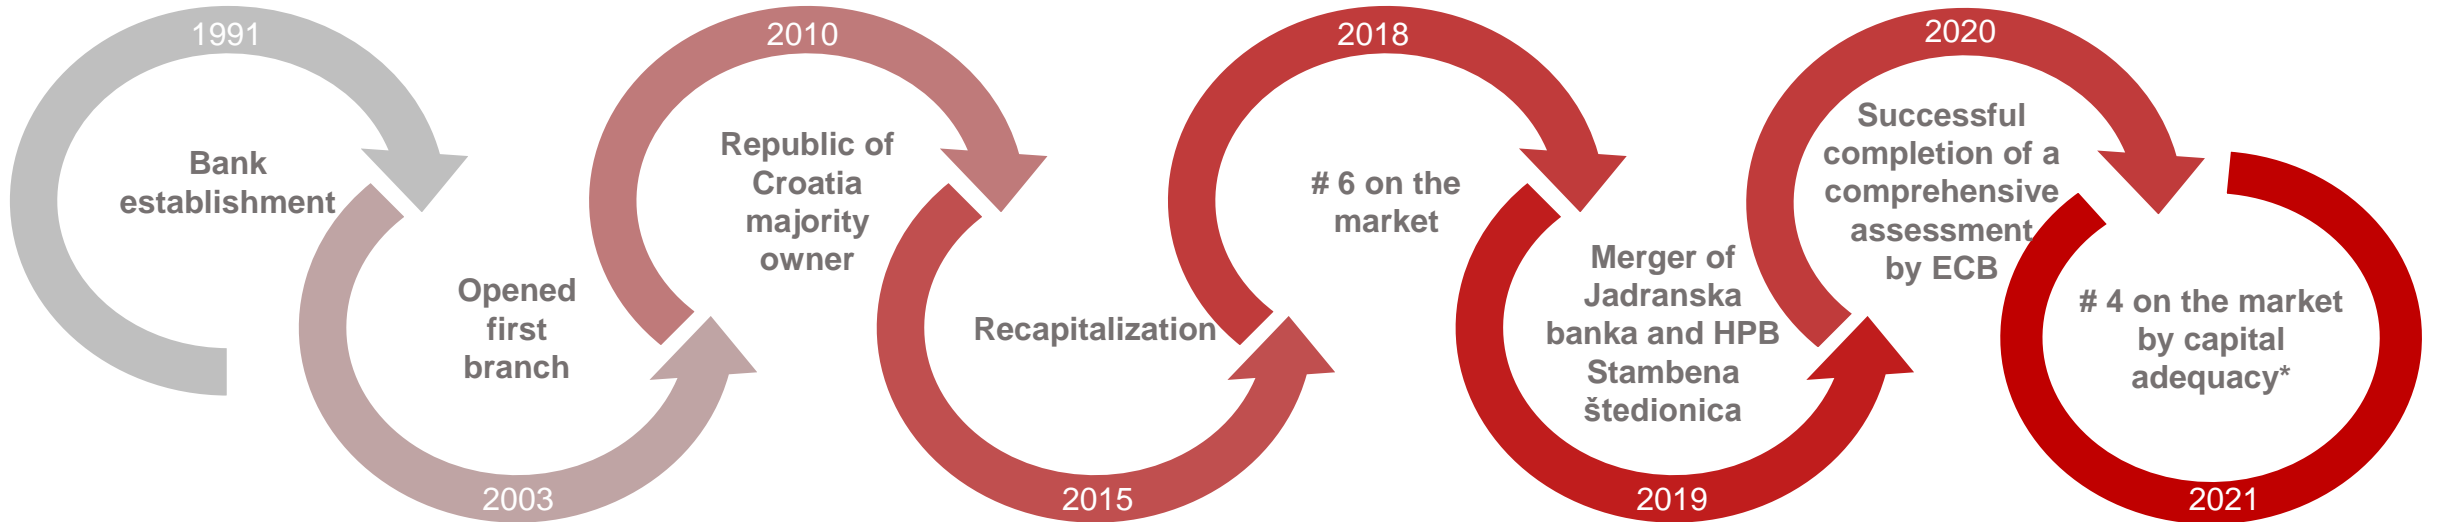 1991
Bank
establishment
Opened
first
branch
2003
2010
Republic of
Croatia
majority
owner
Recapitalization
2015
2018
# 6 on the
market
Merger of
Jadranska
banka and HPB
Stambena
štedionica
2019
2020
Successful
completion of a
comprehensive
assessment
by ECB
# 4 on the market
by capital
adequacy*
2021